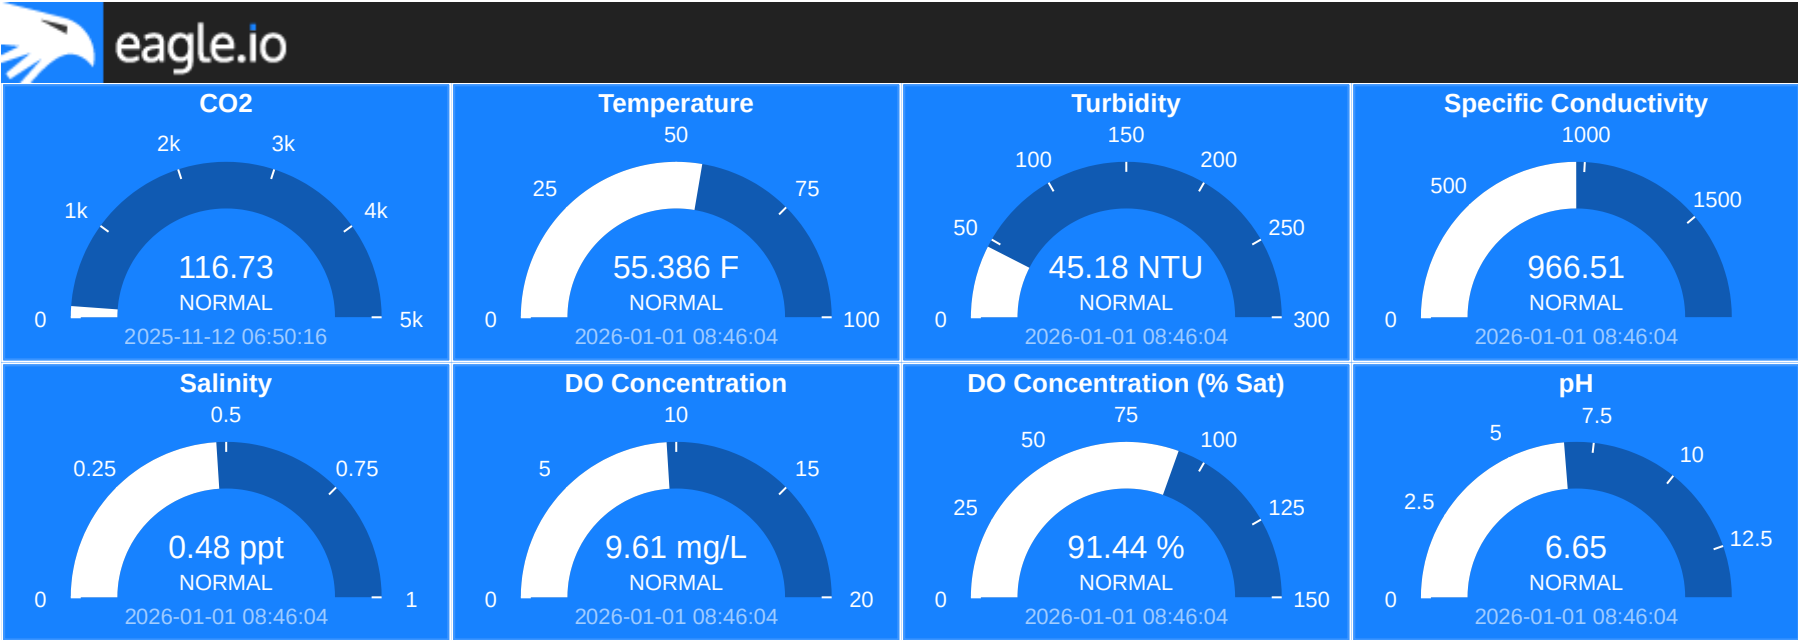 eagle.io
CO2
0
1k
2k
3k
4k
5k
116.73
NORMAL
2025-11-12 06:50:16
Temperature
0
25
50
75
100
55.386 F
NORMAL
2026-01-01 08:46:04
Turbidity
0
50
100
150
200
250
300
45.18 NTU
NORMAL
2026-01-01 08:46:04
Specific Conductivity
0
500
1000
1500
966.51
NORMAL
2026-01-01 08:46:04
Salinity
0
0.25
0.5
0.75
1
0.48 ppt
NORMAL
2026-01-01 08:46:04
DO Concentration
0
5
10
15
20
9.61 mg/L
NORMAL
2026-01-01 08:46:04
DO Concentration (% Sat)
0
25
50
75
100
125
150
91.44 %
NORMAL
2026-01-01 08:46:04
pH
0
2.5
5
7.5
10
12.5
6.65
NORMAL
2026-01-01 08:46:04